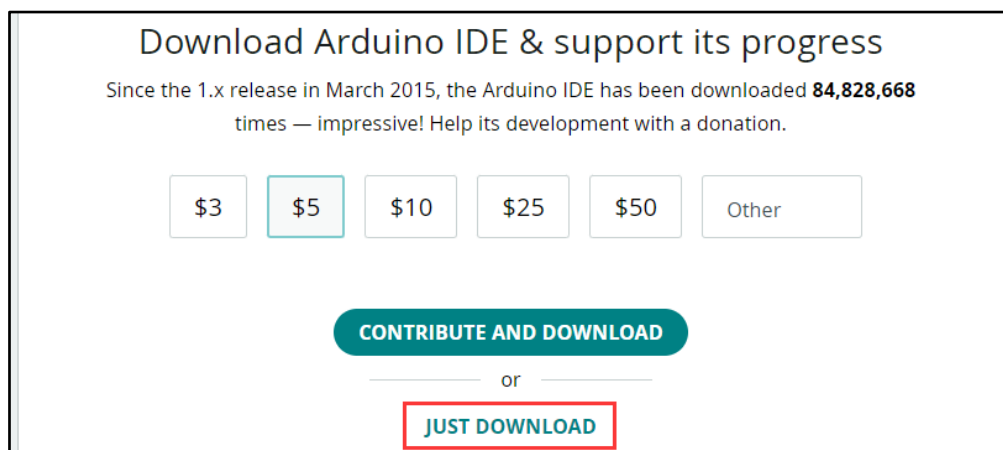 Download Arduino IDE & support its progress
Since the 1.x release in March 2015, the Arduino IDE has been downloaded 84,828,668
times — impressive! Help its development with a donation.
$3 $5 $10 $25 $50 Other
CONTRIBUTE AND DOWNLOAD
or
JUST DOWNLOAD